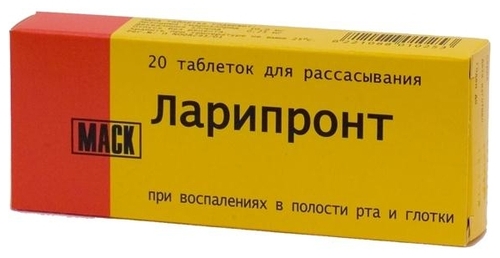 20 таблеток для рассасывания
Ларипронт
MACK
при воспалениях в полости рта и глотки